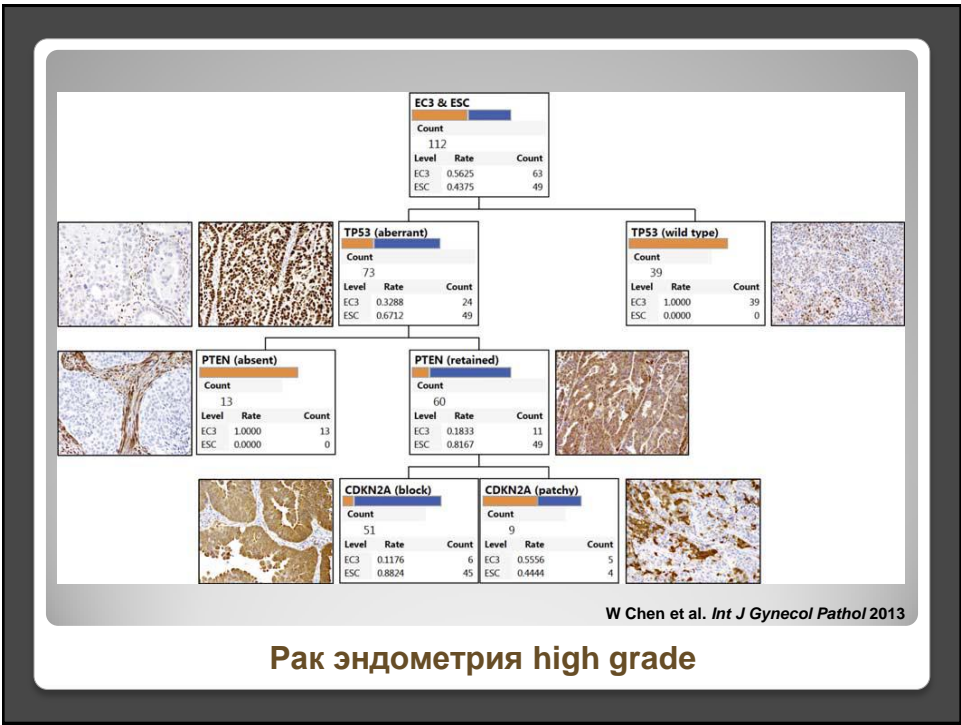 EC3 & ESC
Count
112
Level Rate Count
EC3 0.5625 63
ESC 0.4375 49
TP53 (aberrant)
Count
73
Level Rate Count
EC3 0.3288 24
ESC 0.6712 49
TP53 (wild type)
Count
39
Level Rate Count
EC3 1.0000 39
ESC 0.0000 0
PTEN (absent)
Count
13
Level Rate Count
EC3 1.0000 13
ESC 0.0000 0
PTEN (retained)
Count
60
Level Rate Count
EC3 0.1833 11
ESC 0.8167 49
CDKN2A (block)
Count
51
Level Rate Count
EC3 0.1176 6
ESC 0.8824 45
CDKN2A (patchy)
Count
9
Level Rate Count
EC3 0.5556 5
ESC 0.4444 4
W Chen et al. Int J Gynecol Pathol 2013
Рак эндометрия high grade